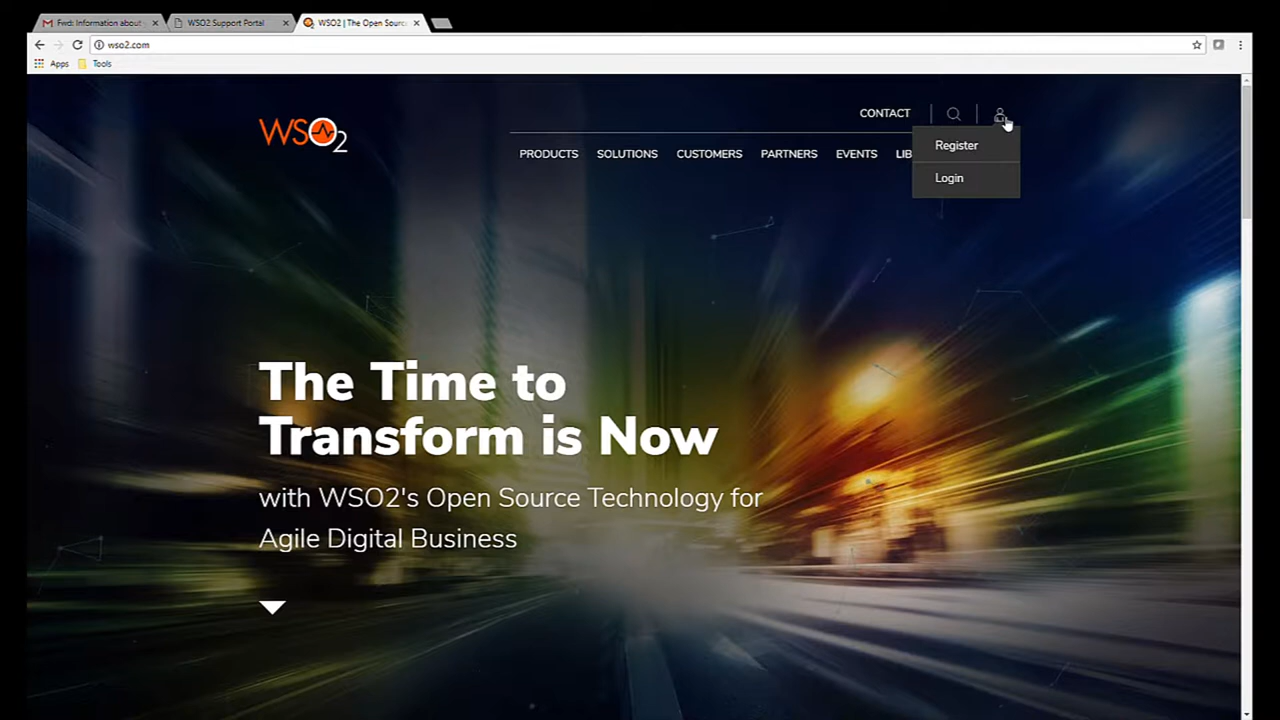 Fwd: Information about
WSO2 Support Portal
WSO2 | The Open Source
wso2.com
Apps
Tools
WSO2
CONTACT
PRODUCTS
SOLUTIONS
CUSTOMERS
PARTNERS
EVENTS
LIB
Register
Login
The Time to
Transform is Now
with WSO2's Open Source Technology for
Agile Digital Business